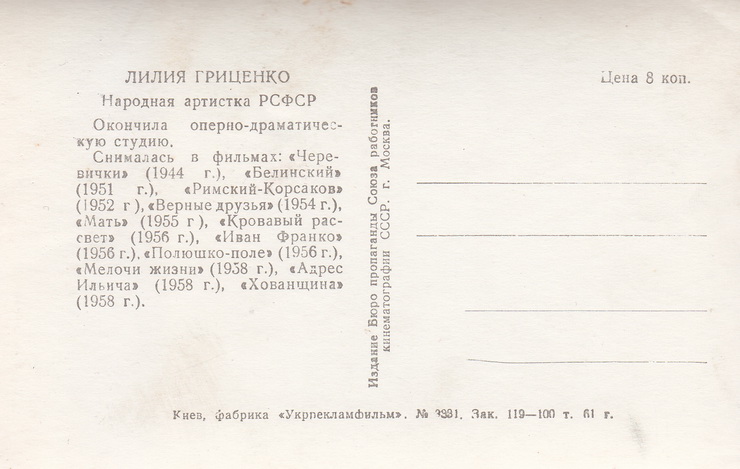 ЛИЛИЯ ГРИЦЕНКО
Народная артистка РСФСР
Окончила оперно-драматичес-
кую студию.
Снималась в фильмах: «Чере-
вички» (1944 г.), «Белинский»
(1951 г.), «Римский-Корсаков»
(1952 г), «Верные друзья» (1954 г.),
«Мать» (1955 г), «Кровавый рас-
свет» (1956 г.), «Иван Франко»
(1956 г.), «Полюшко-поле» (1956 г.),
«Мелочи жизни» (1958 г.), «Адрес
Ильича» (1958 г.), «Хованщина»
(1958 г.).
Издание Бюро пропаганды Союза работников
кинематографии СССР. г. Москва.
Цена 8 коп.
Киев, фабрика «Укррекламфильм». № 3331. Зак. 119—100 т. 61 г.